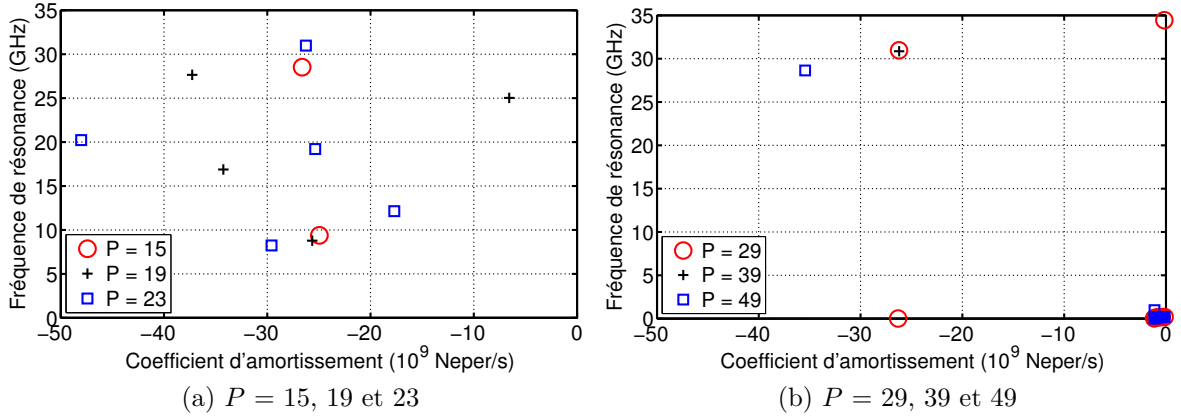 35
30
25
20
15
10
5
0
Fréquence de résonance (GHz)
P = 15
P = 19
P = 23
−50 −40 −30 −20 −10 0
Coefficient d'amortissement (10^9 Neper/s)
(a) P = 15, 19 et 23
35
30
25
20
15
10
5
0
Fréquence de résonance (GHz)
P = 29
P = 39
P = 49
−50 −40 −30 −20 −10 0
Coefficient d'amortissement (10^9 Neper/s)
(b) P = 29, 39 et 49